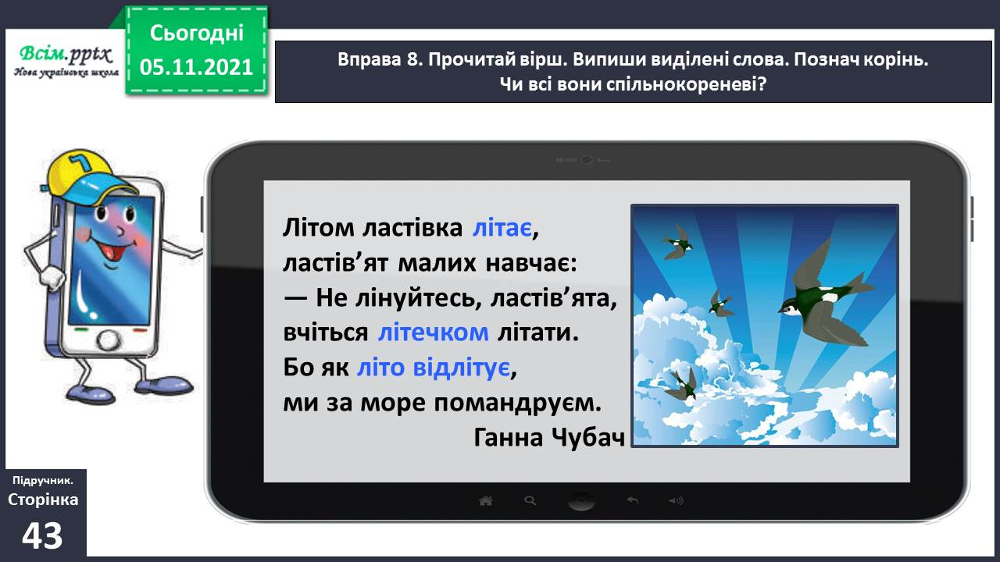 Сьогодні
05.11.2021
Всім.pptx
Нова українська школа
Вправа 8. Прочитай вірш. Випиши виділені слова. Познач корінь.
Чи всі вони спільнокореневі?
Літом ластівка літає,
ластів’ят малих навчає:
— Не лінуйтесь, ластів’ята,
вчіться літечком літати.
Бо як літо відлітує,
ми за море помандруєм.
Ганна Чубач
Підручник.
Сторінка
43